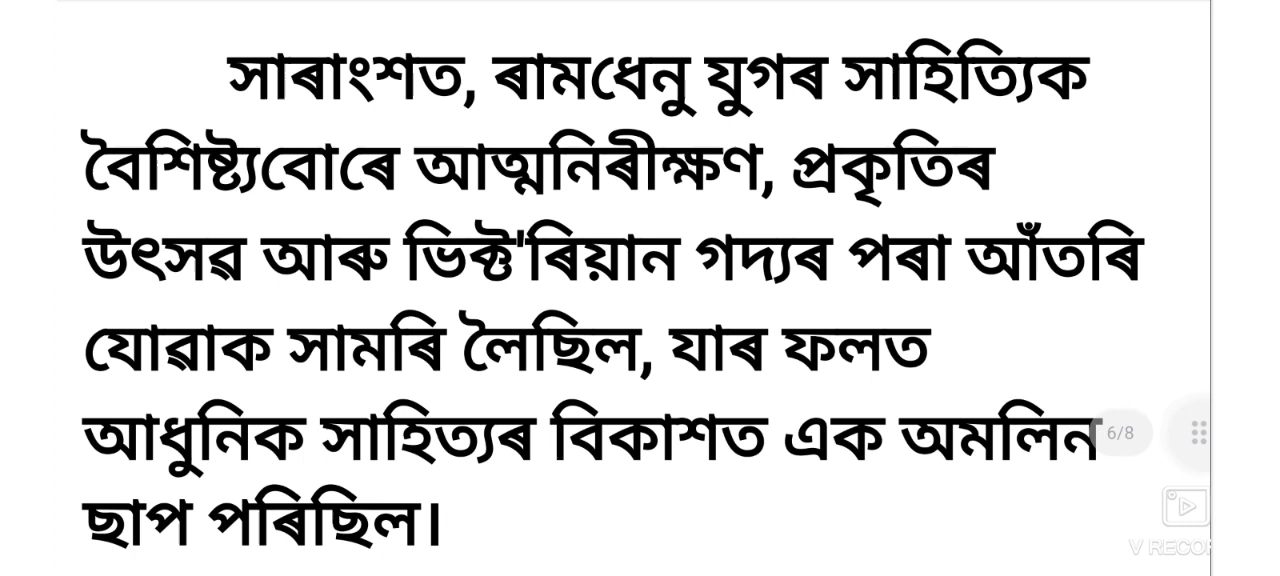 সাৰাংশত, ৰামধেনু যুগৰ সাহিত্যিক
বৈশিষ্ট্যবোৰে আত্মনিৰীক্ষণ, প্ৰকৃতিৰ
উৎসৱ আৰু ভিক্ট'ৰিয়ান গদ্যৰ পৰা আঁতৰি
যোৱাক সামৰি লৈছিল, যাৰ ফলত
আধুনিক সাহিত্যৰ বিকাশত এক অমলিন
6/8
ছাপ পৰিছিল।
V RECO